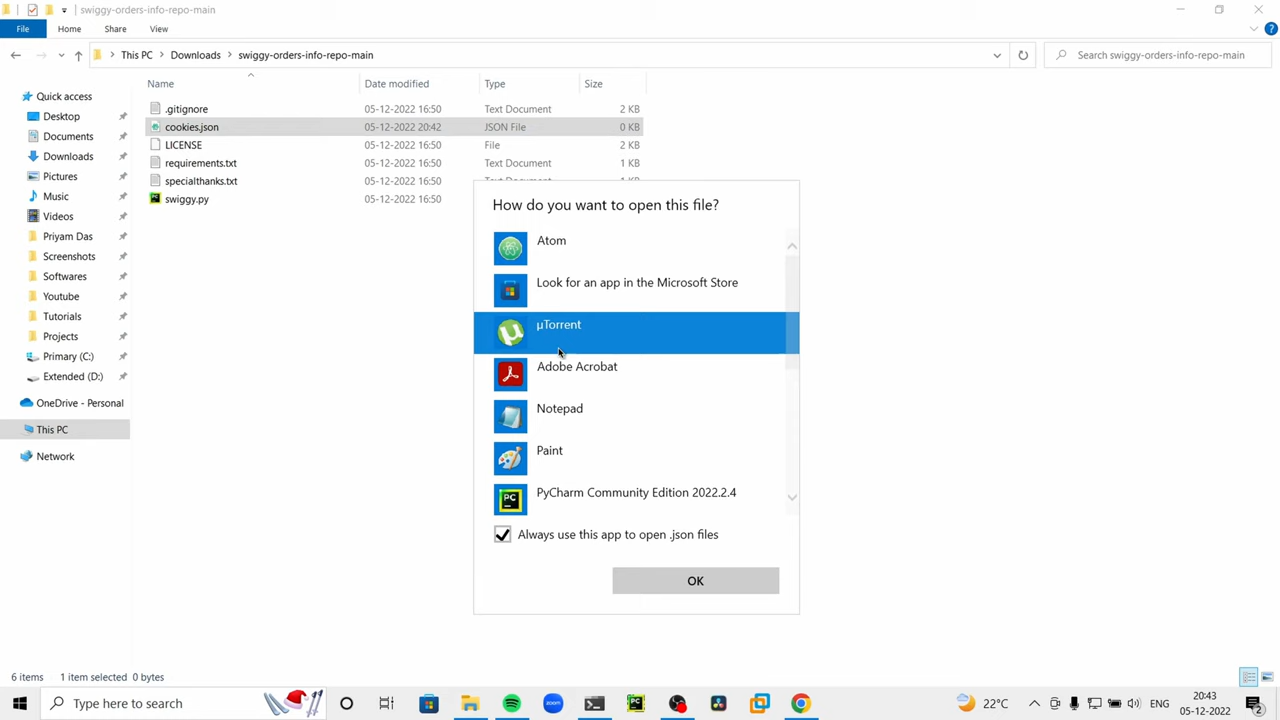 swiggy-orders-info-repo-main
File Home Share View
This PC Downloads swiggy-orders-info-repo-main Search swiggy-orders-info-repo-main
Name Date modified Type Size
Quick access
Desktop
Documents
Downloads
Pictures
Music
Videos
Priyam Das
Screenshots
Softwares
Youtube
Tutorials
Projects
Primary (C:)
Extended (D:)
OneDrive - Personal
This PC
Network
.gitignore 05-12-2022 16:50 Text Document 2 KB
cookies.json 05-12-2022 20:42 JSON File 0 KB
LICENSE 05-12-2022 16:50 File 2 KB
requirements.txt 05-12-2022 16:50 Text Document 1 KB
specialthanks.txt 05-12-2022 16:50 Text Document 1 KB
swiggy.py 05-12-2022 16:50
How do you want to open this file?
Atom
Look for an app in the Microsoft Store
µTorrent
Adobe Acrobat
Notepad
Paint
PC PyCharm Community Edition 2022.2.4
Always use this app to open .json files
OK
6 items 1 item selected 0 bytes
Type here to search
zoom
22°C
ENG
20:43
05-12-2022
2